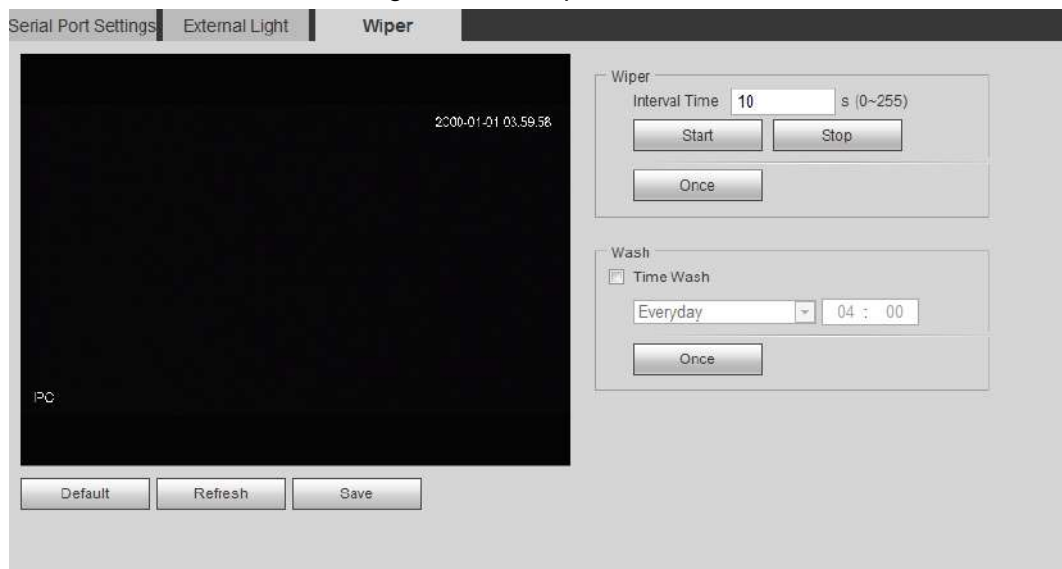 Serial Port Settings External Light Wiper
2000-01-01 03:59:58
IPC
Default Refresh Save
Wiper
Interval Time 10 s (0~255)
Start Stop
Once
Wash
Time Wash
Everyday 04 : 00
Once